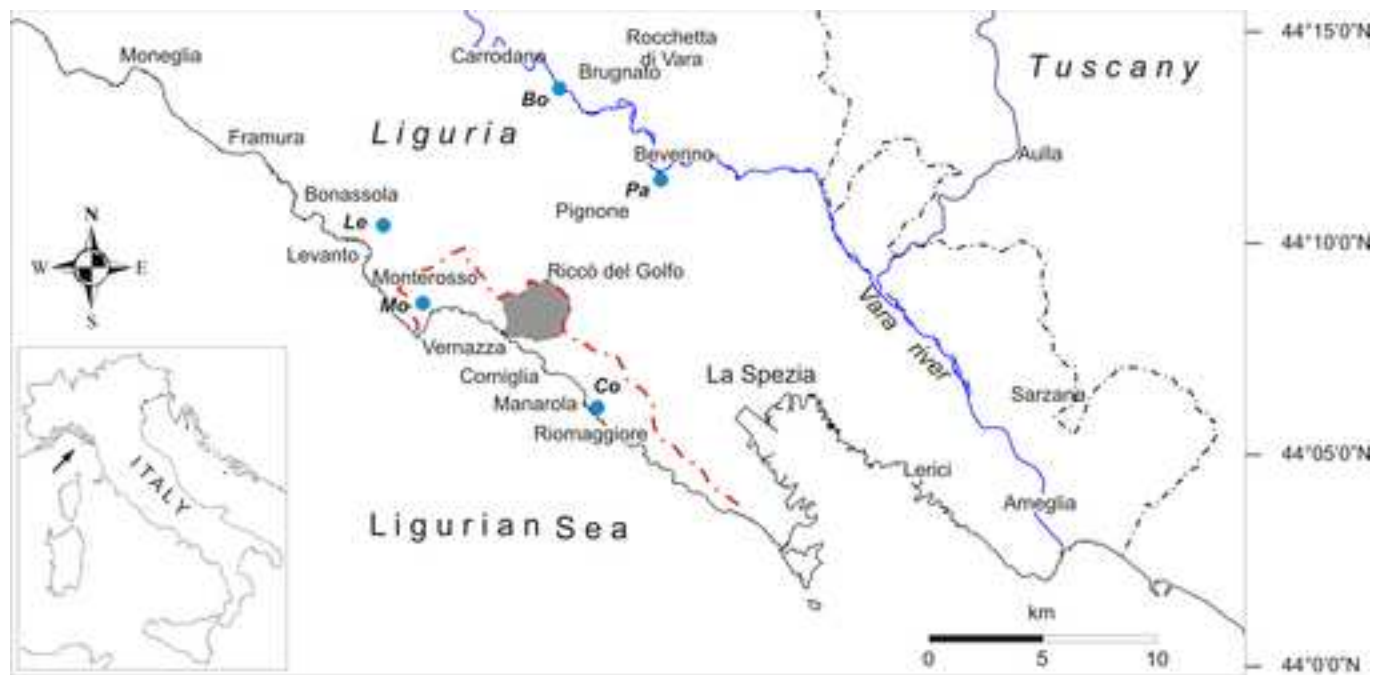 44°15'0"N
Rocchetta
di Vara
Moneglia
Carrodano
Tuscany
Brugnato
Bo
Liguria
Framura
Beverino
Aulla
Pa
Bonassola
Pignone
Le
N
44°10'0"N
Levanto
W
E
Monterosso
Riccò del Golfo
Mo
S
Vara
river
Vernazza
Corniglia
La Spezia
Co
Manarola
Sarzana
Riomaggiore
44°05'0"N
ITALY
Lerici
Ameglia
Ligurian Sea
km
0 5 10
44°0'0"N